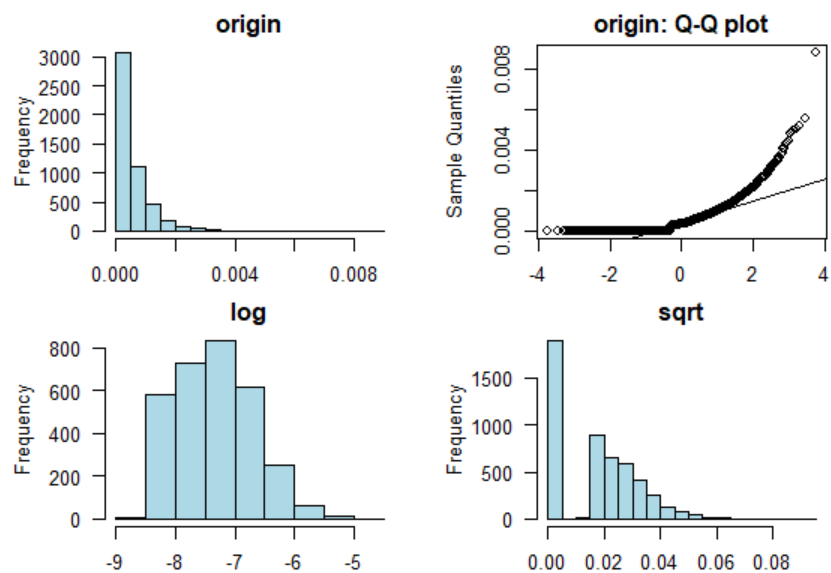 origin
Frequency
3000
2500
2000
1500
1000
500
0
0.000 0.004 0.008
origin: Q-Q plot
Sample Quantiles
0.008
0.004
0.000
-4 -2 0 2 4
log
Frequency
800
600
400
200
0
-9 -8 -7 -6 -5
sqrt
Frequency
1500
1000
500
0
0.00 0.02 0.04 0.06 0.08